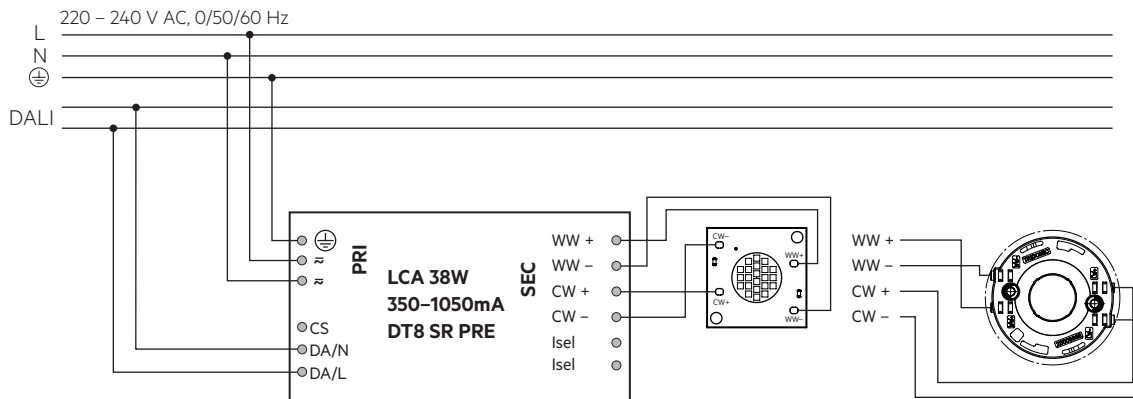 220 – 240 V AC, 0/50/60 Hz
L
N
DALI
PRI
LCA 38W
350–1050mA
DT8 SR PRE
CS
DA/N
DA/L
SEC
WW +
WW –
CW +
CW –
Isel
Isel
CW–
WW+
CW+
WW–
WW +
WW –
CW +
CW –